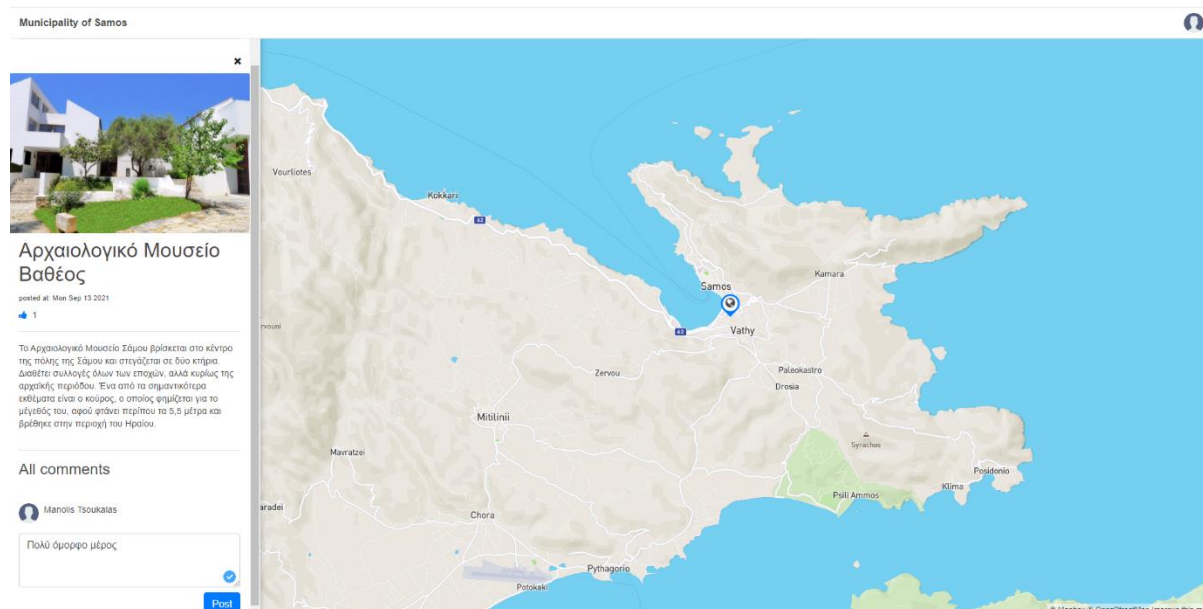 Municipality of Samos
Αρχαιολογικό Μουσείο
Βαθέος
posted at: Mon Sep 13 2021
1
Το Αρχαιολογικό Μουσείο Σάμου βρίσκεται στο κέντρο
της πόλης της Σάμου και στεγάζεται σε δύο κτήρια.
Διαθέτει συλλογές όλων των εποχών, αλλά κυρίως της
αρχαϊκής περιόδου. Ένα από τα σημαντικότερα
εκθέματα είναι ο κούρος, ο οποίος φημίζεται για το
μέγεθός του, αφού φτάνει περίπου τα 5,5 μέτρα και
βρέθηκε στην περιοχή του Ηραίου.
All comments
Manolis Tsoukalas
Πολύ όμορφο μέρος
Post
Vourliotes
Kokkari
62
Kamara
Samos
62
Vathy
ervouni
Zervou
Paleokastro
Drosia
Mitilinii
Mavratzei
Syrachos
Posidonio
Klima
Psili Ammos
aradei
Chora
Pythagorio
Potokaki